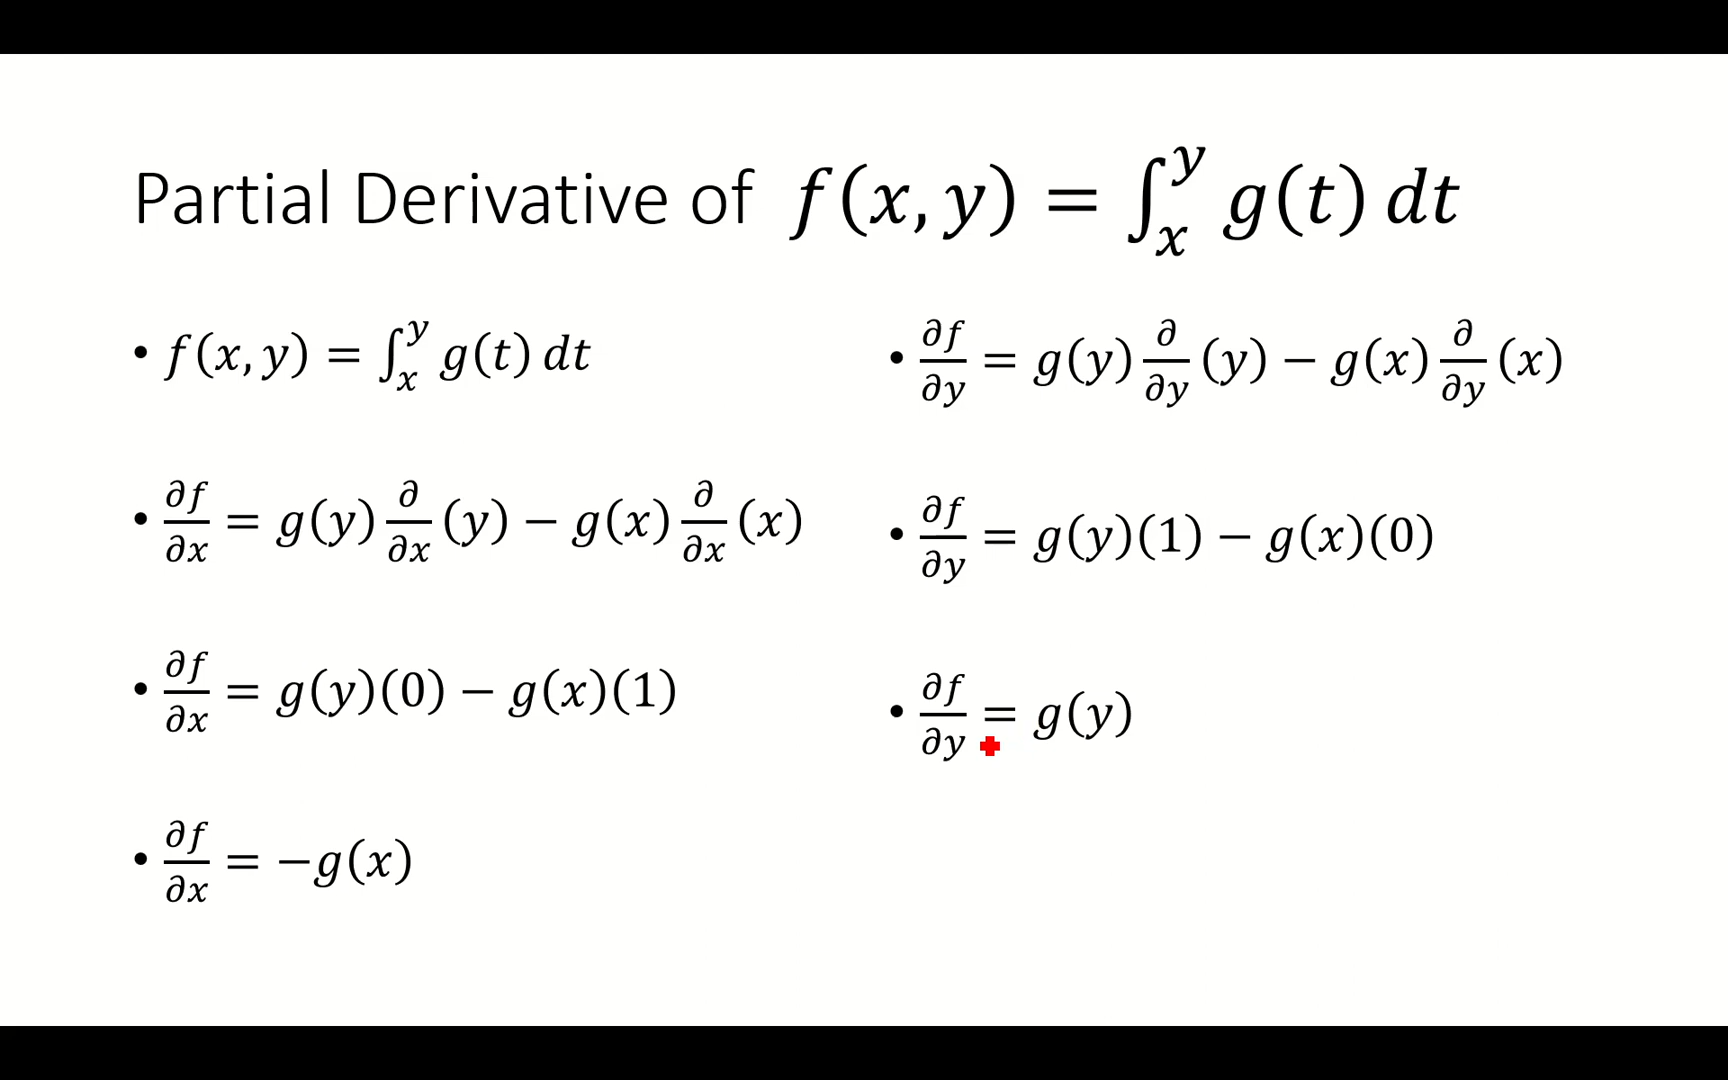 Partial Derivative of f(x, y) = ∫_x^y g(t) dt
• f(x, y) = ∫_x^y g(t) dt
• ∂f/∂x = g(y) ∂/∂x (y) − g(x) ∂/∂x (x)
• ∂f/∂x = g(y)(0) − g(x)(1)
• ∂f/∂x = −g(x)
• ∂f/∂y = g(y) ∂/∂y (y) − g(x) ∂/∂y (x)
• ∂f/∂y = g(y)(1) − g(x)(0)
• ∂f/∂y = g(y)